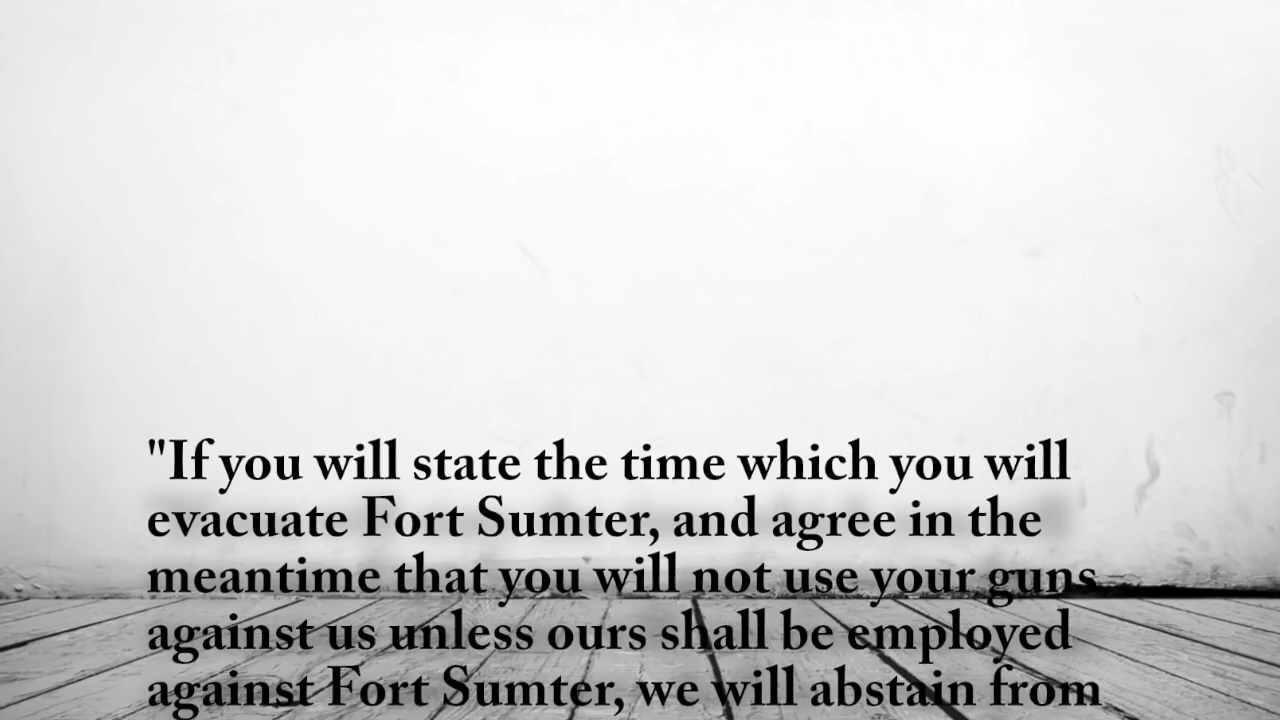 "If you will state the time which you will
evacuate Fort Sumter, and agree in the
meantime that you will not use your guns
against us unless ours shall be employed
against Fort Sumter, we will abstain from